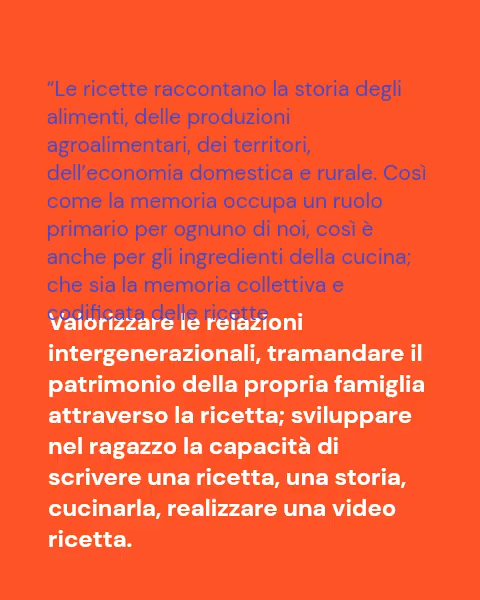 “Le ricette raccontano la storia degli
alimenti, delle produzioni
agroalimentari, dei territori,
dell’economia domestica e rurale. Così
come la memoria occupa un ruolo
primario per ognuno di noi, così è
anche per gli ingredienti della cucina;
che sia la memoria collettiva e
codificata delle ricette
Valorizzare le relazioni
intergenerazionali, tramandare il
patrimonio della propria famiglia
attraverso la ricetta; sviluppare
nel ragazzo la capacità di
scrivere una ricetta, una storia,
cucinarla, realizzare una video
ricetta.